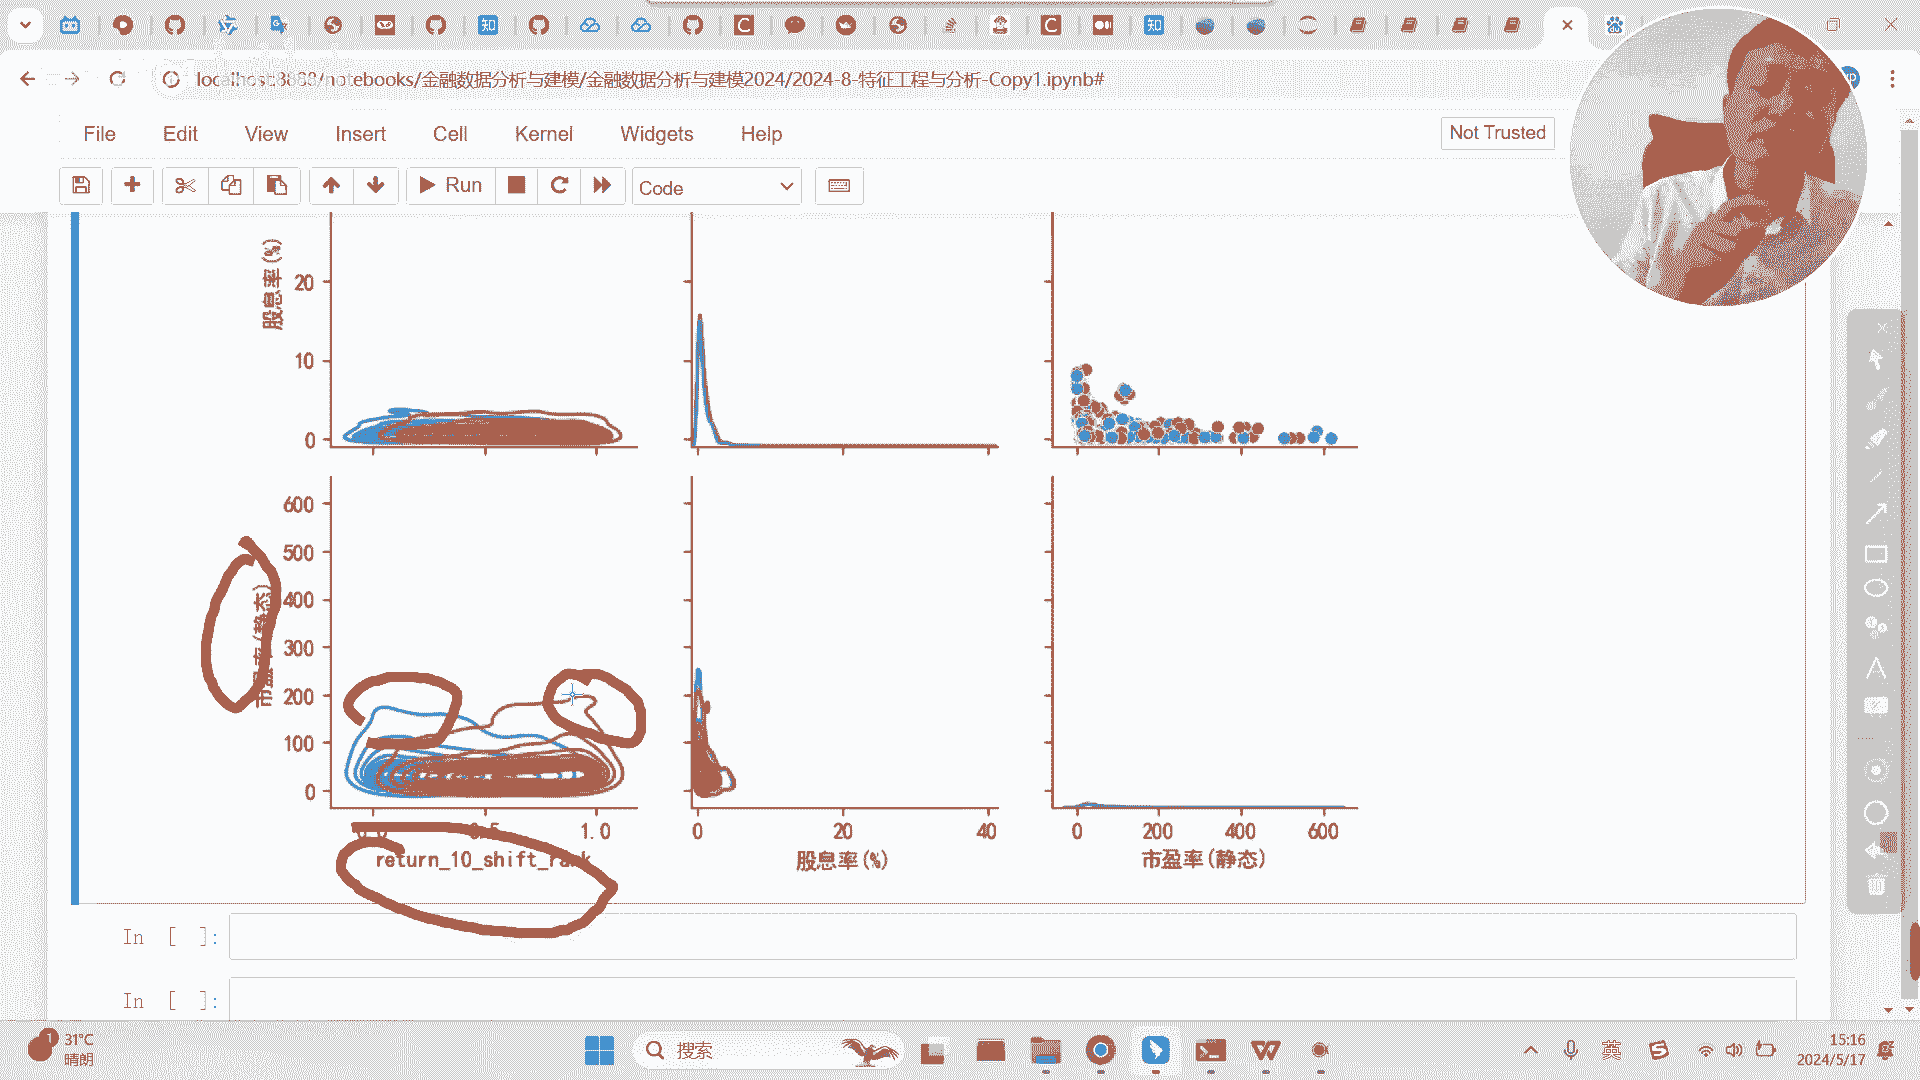 localhost:8888/notebooks/金融数据分析与建模/金融数据分析与建模2024/2024-8-特征工程与分析-Copy1.ipynb#
File Edit View Insert Cell Kernel Widgets Help
Not Trusted
Run
Code
股息率(%)
20
10
0
市盈率(静态)
600
500
400
300
200
100
0
0.0 0.5 1.0
return_10_shift_rank
0 20 40
股息率(%)
0 200 400 600
市盈率(静态)
In [ ]:
In [ ]:
1
31°C
晴朗
搜索
英
15:16
2024/5/17